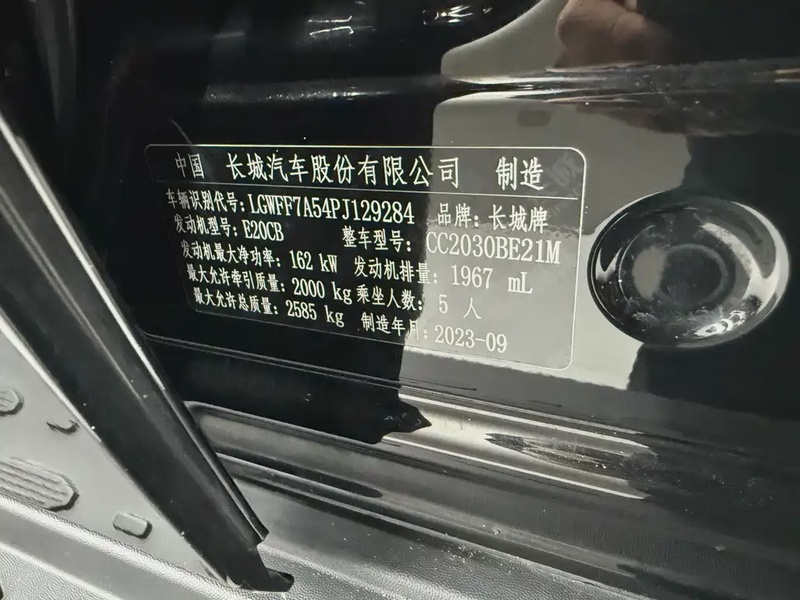 中国 长城汽车股份有限公司 制造
车辆识别代号:LGWFF7A54PJ129284 品牌:长城牌
发动机型号:E20CB 整车型号:CC2030BE21M
发动机最大净功率:162 kW 发动机排量:1967 mL
最大允许牵引质量:2000 kg 乘坐人数:5 人
最大允许总质量:2585 kg 制造年月:2023-09